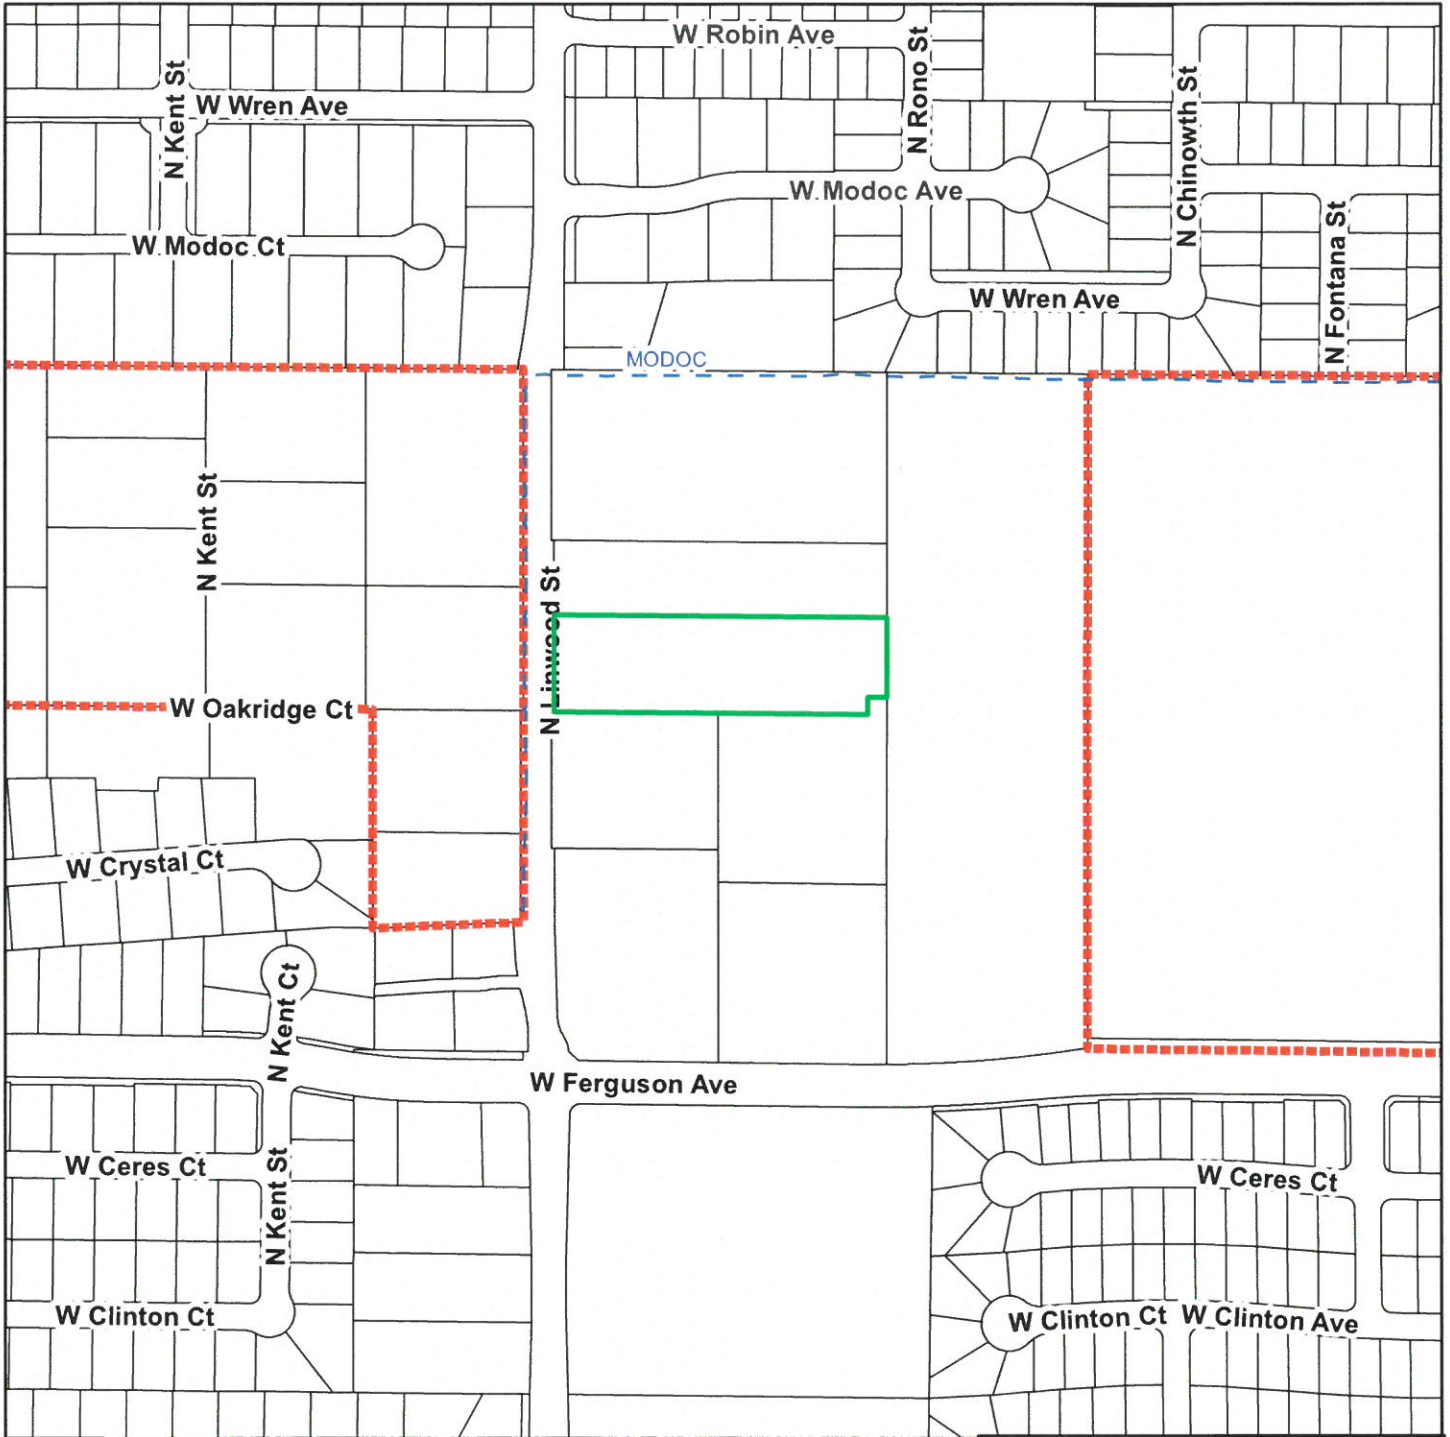 W Robin Ave
N Rono St
N Kent St
W Wren Ave
N Chinowth St
W Modoc Ave
W Modoc Ct
N Fontana St
W Wren Ave
MODOC
N Kent St
N Linwood St
W Oakridge Ct
W Crystal Ct
N Kent Ct
W Ferguson Ave
W Ceres Ct
N Kent St
W Ceres Ct
W Clinton Ct
W Clinton Ct
W Clinton Ave